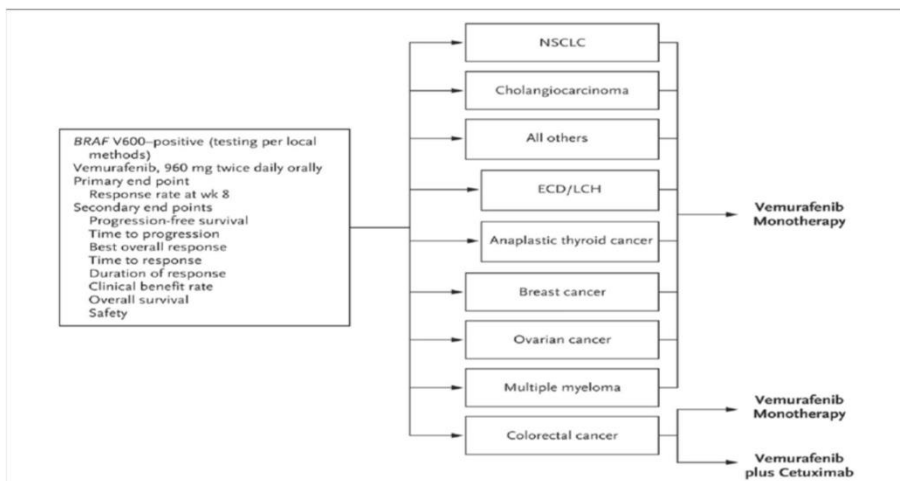 BRAF V600–positive (testing per local
methods)
Vemurafenib, 960 mg twice daily orally
Primary end point
Response rate at wk 8
Secondary end points
Progression-free survival
Time to progression
Best overall response
Time to response
Duration of response
Clinical benefit rate
Overall survival
Safety
NSCLC
Cholangiocarcinoma
All others
ECD/LCH
Anaplastic thyroid cancer
Breast cancer
Ovarian cancer
Multiple myeloma
Colorectal cancer
Vemurafenib
Monotherapy
Vemurafenib
Monotherapy
Vemurafenib
plus Cetuximab